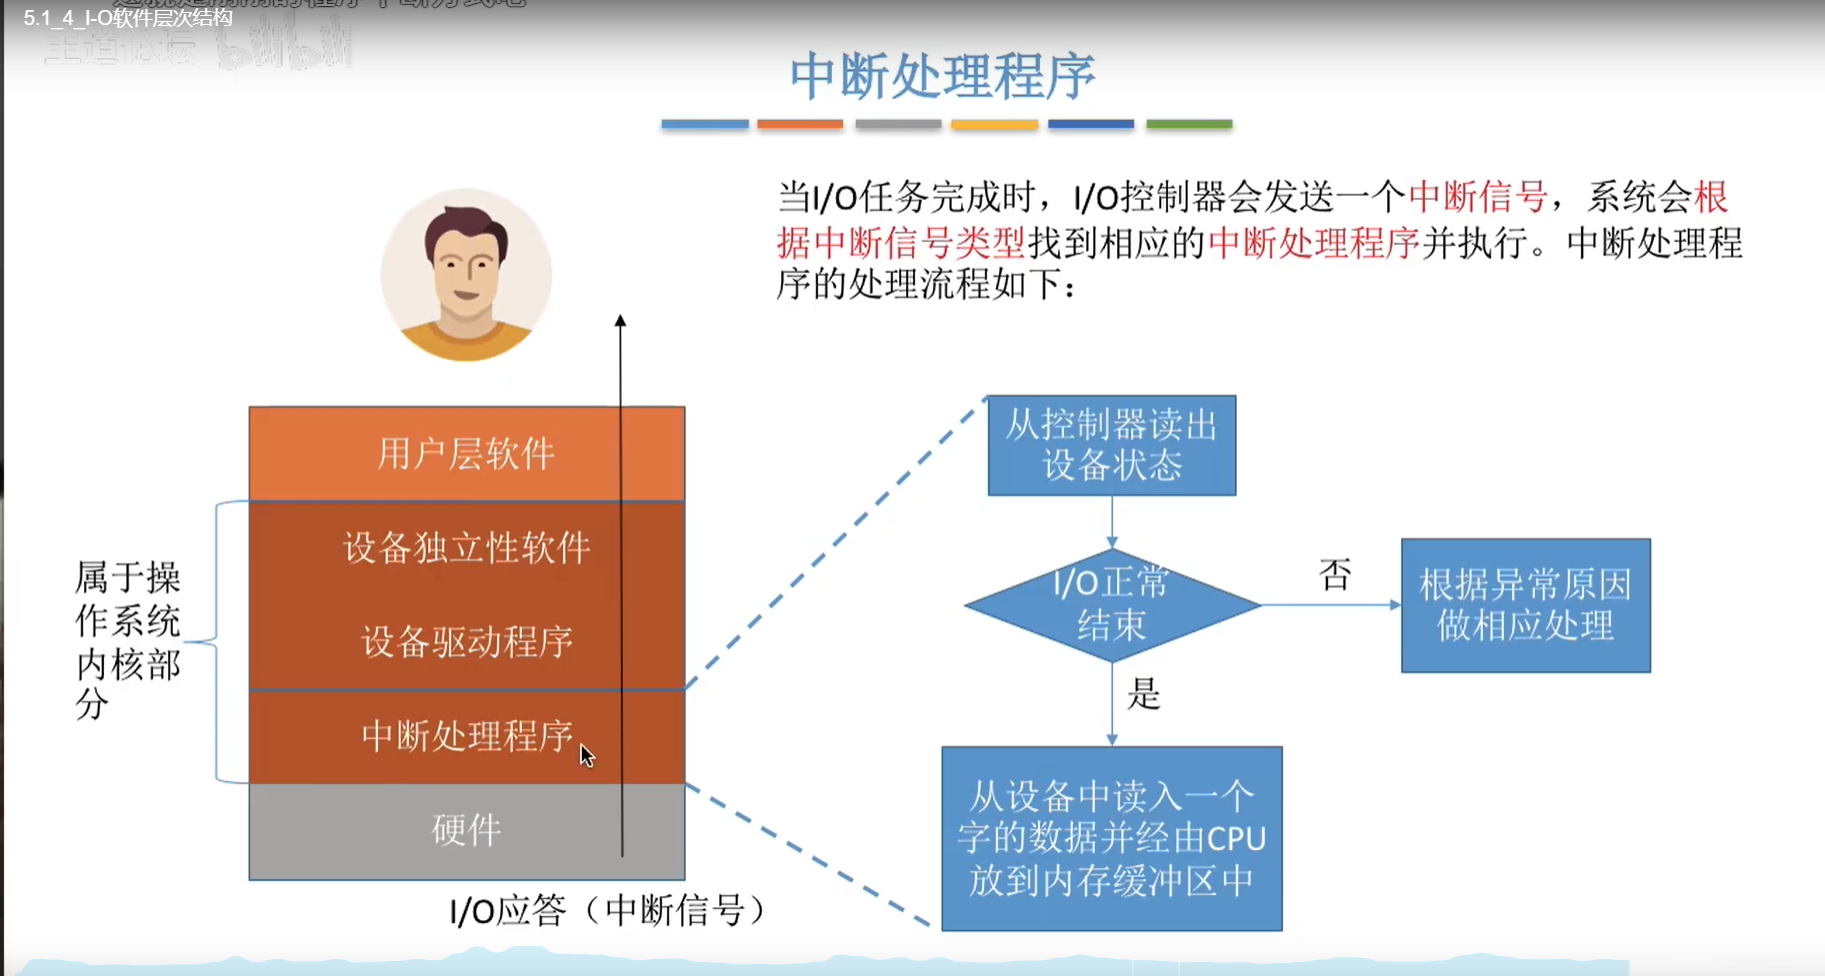 5.1_4_I-O软件层次结构
王道论坛 bilibili
中断处理程序
当I/O任务完成时，I/O控制器会发送一个中断信号，系统会根
据中断信号类型找到相应的中断处理程序并执行。中断处理程
序的处理流程如下：
用户层软件
设备独立性软件
设备驱动程序
中断处理程序
硬件
属于操
作系统
内核部
分
I/O应答（中断信号）
从控制器读出
设备状态
I/O正常
结束
否
根据异常原因
做相应处理
是
从设备中读入一个
字的数据并经由CPU
放到内存缓冲区中